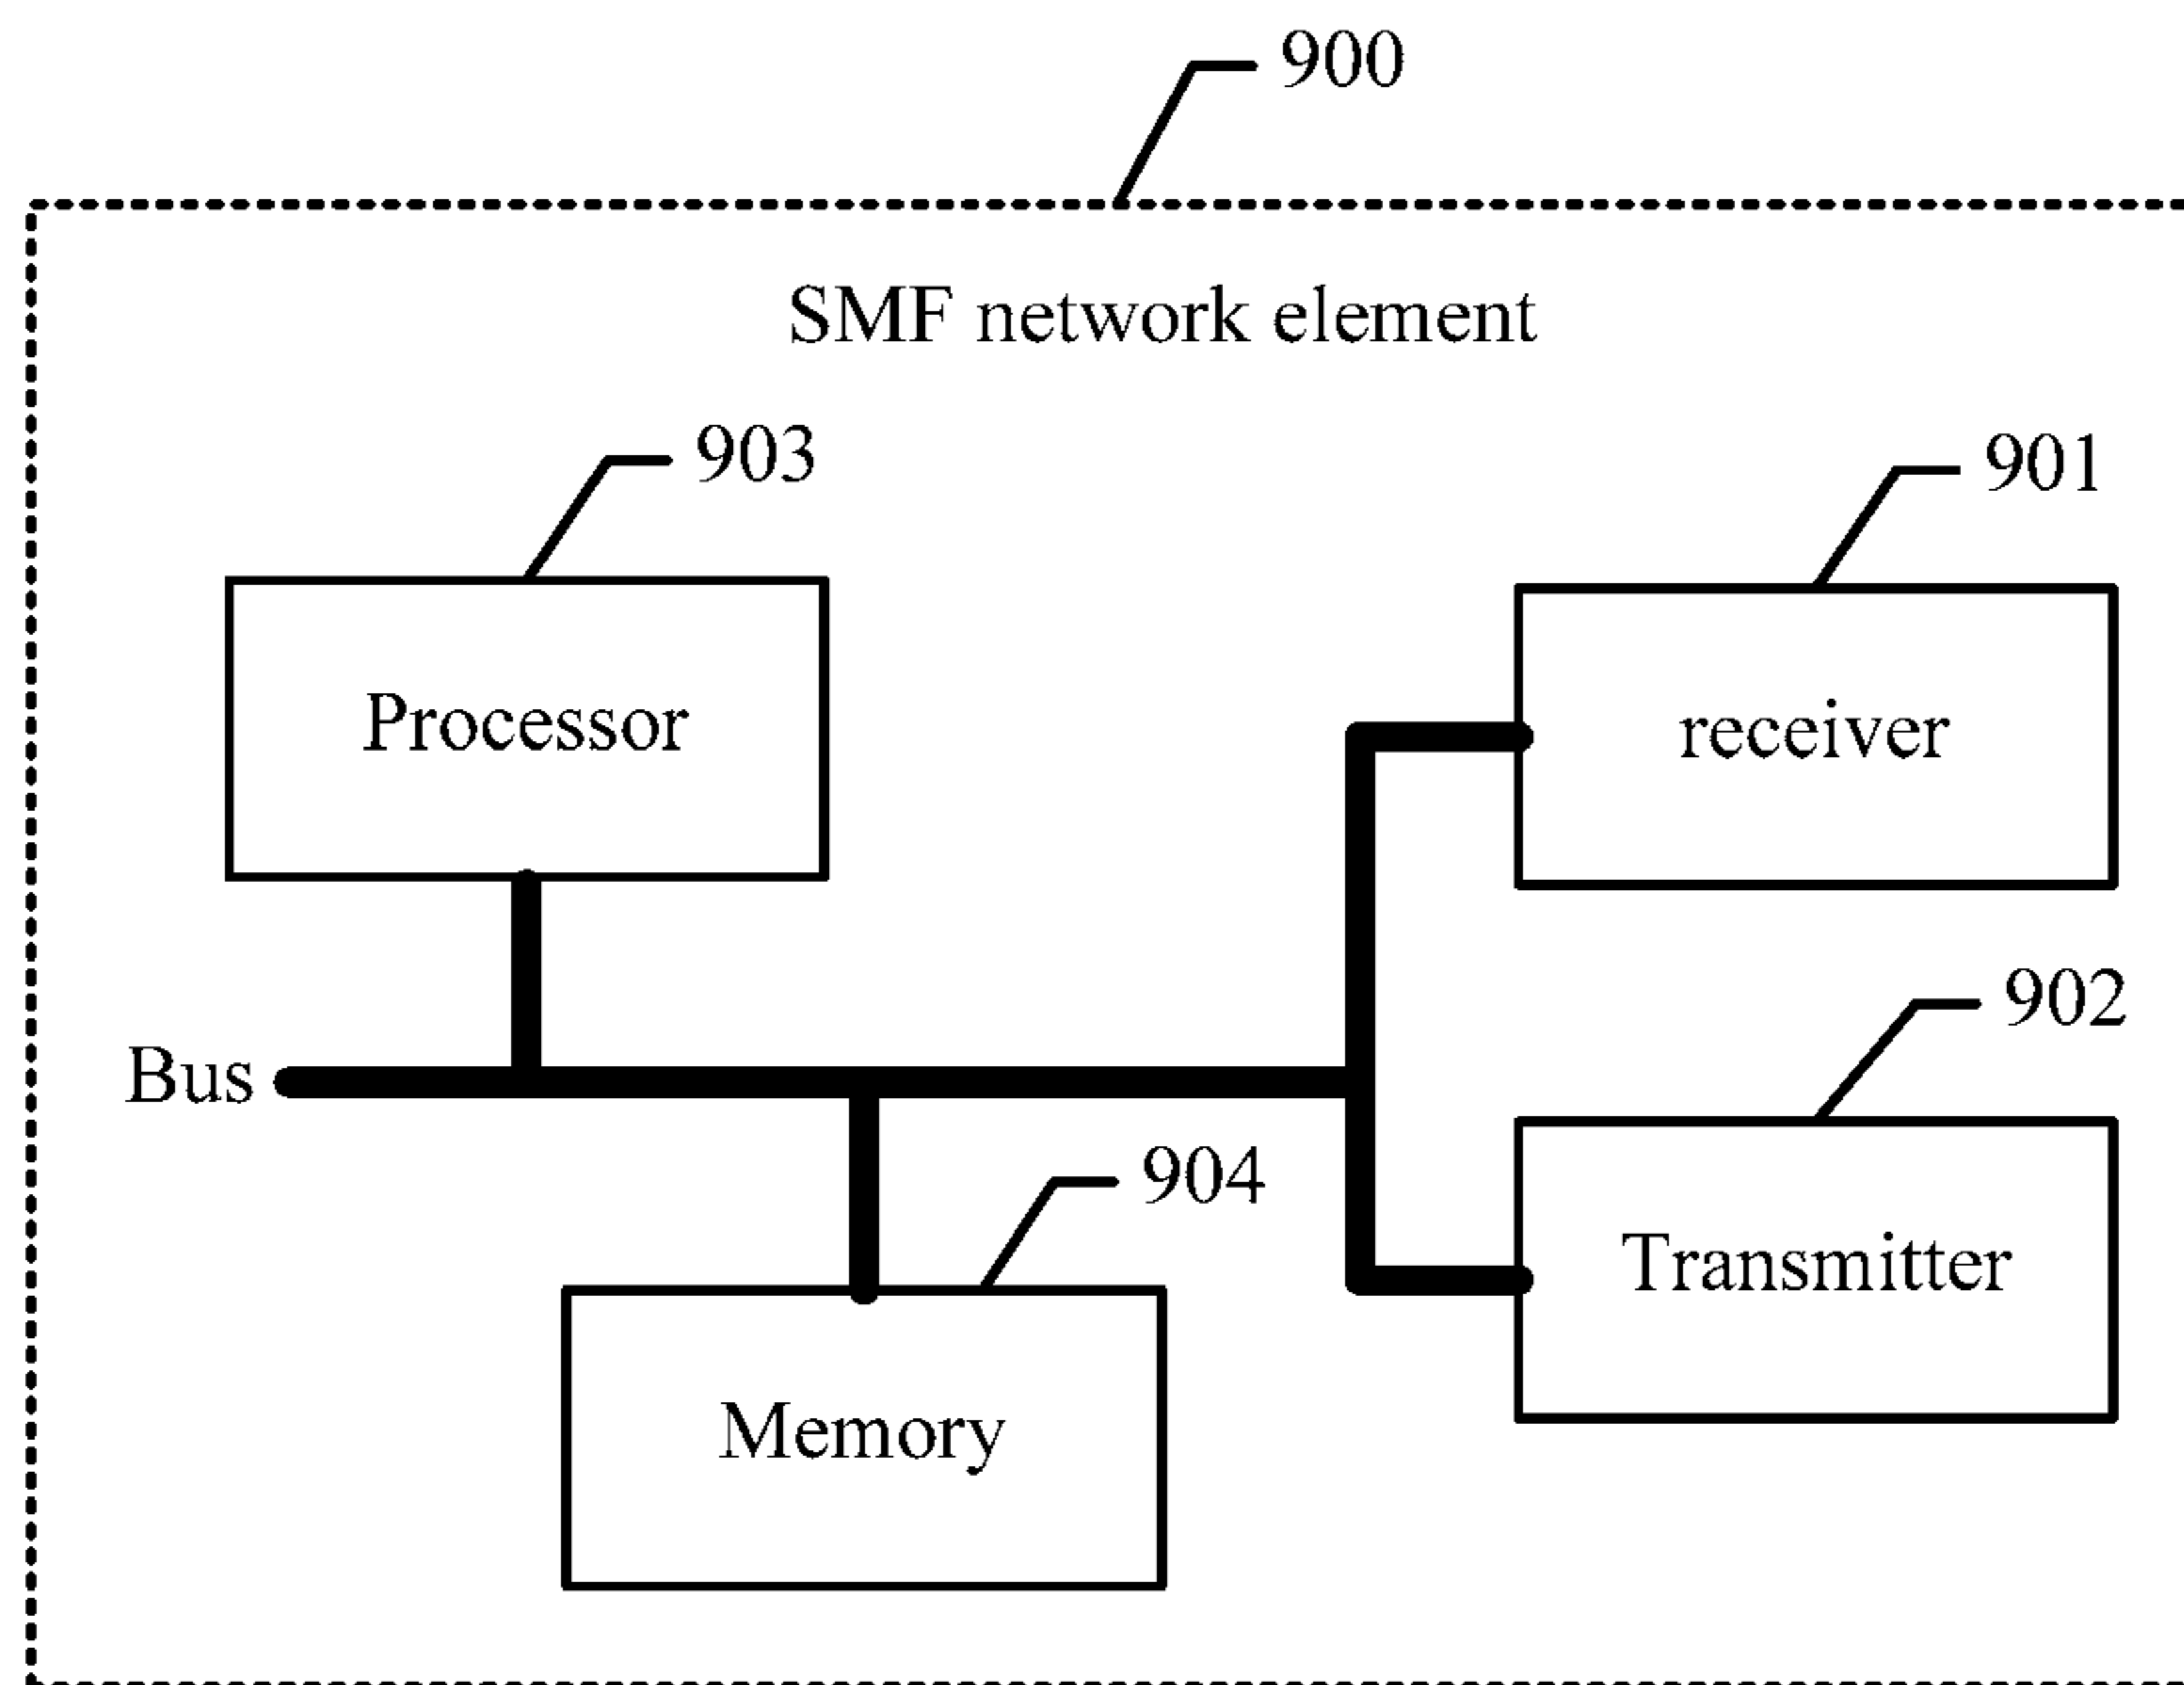 900
SMF network element
903
901
Processor
receiver
902
Bus
904
Transmitter
Memory